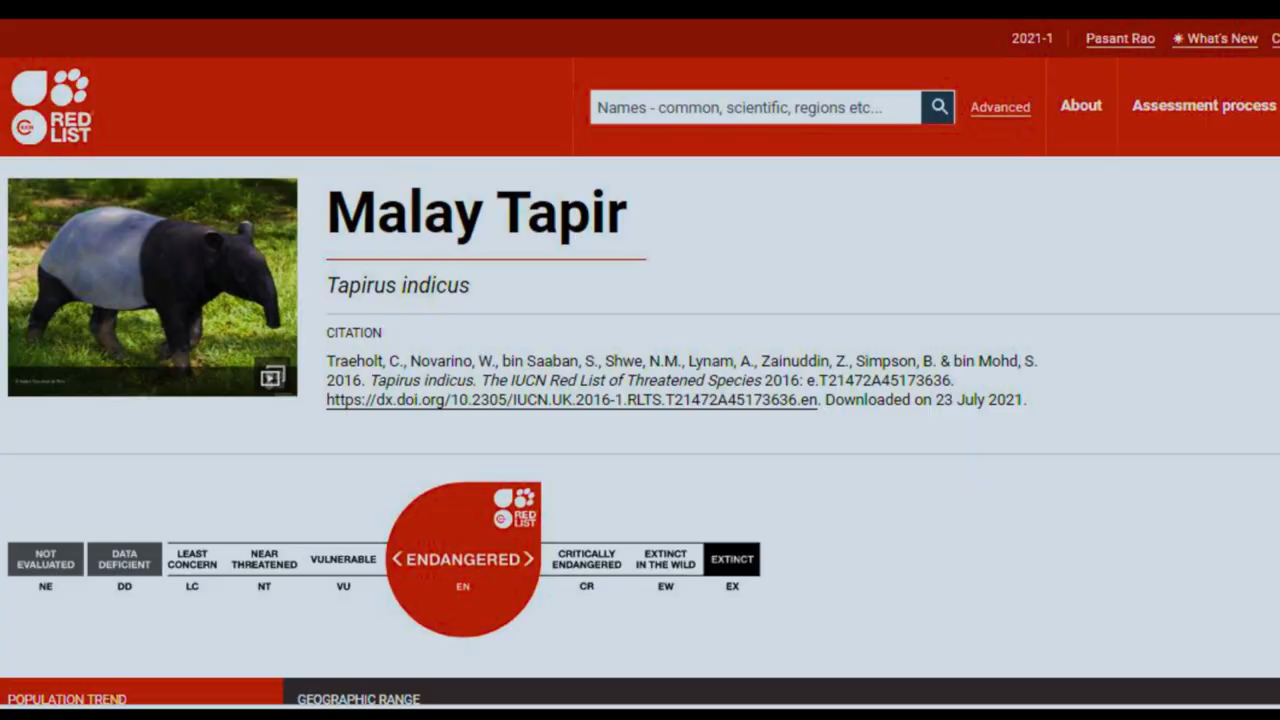 2021-1 Pasant Rao What's New
RED LIST
Names - common, scientific, regions etc...
Advanced
About
Assessment process
Malay Tapir
Tapirus indicus
CITATION
Traeholt, C., Novarino, W., bin Saaban, S., Shwe, N.M., Lynam, A., Zainuddin, Z., Simpson, B. & bin Mohd, S.
2016. Tapirus indicus. The IUCN Red List of Threatened Species 2016: e.T21472A45173636.
https://dx.doi.org/10.2305/IUCN.UK.2016-1.RLTS.T21472A45173636.en. Downloaded on 23 July 2021.
RED LIST
NOT EVALUATED
NE
DATA DEFICIENT
DD
LEAST CONCERN
LC
NEAR THREATENED
NT
VULNERABLE
VU
<ENDANGERED>
EN
CRITICALLY ENDANGERED
CR
EXTINCT IN THE WILD
EW
EXTINCT
EX
POPULATION TREND
GEOGRAPHIC RANGE